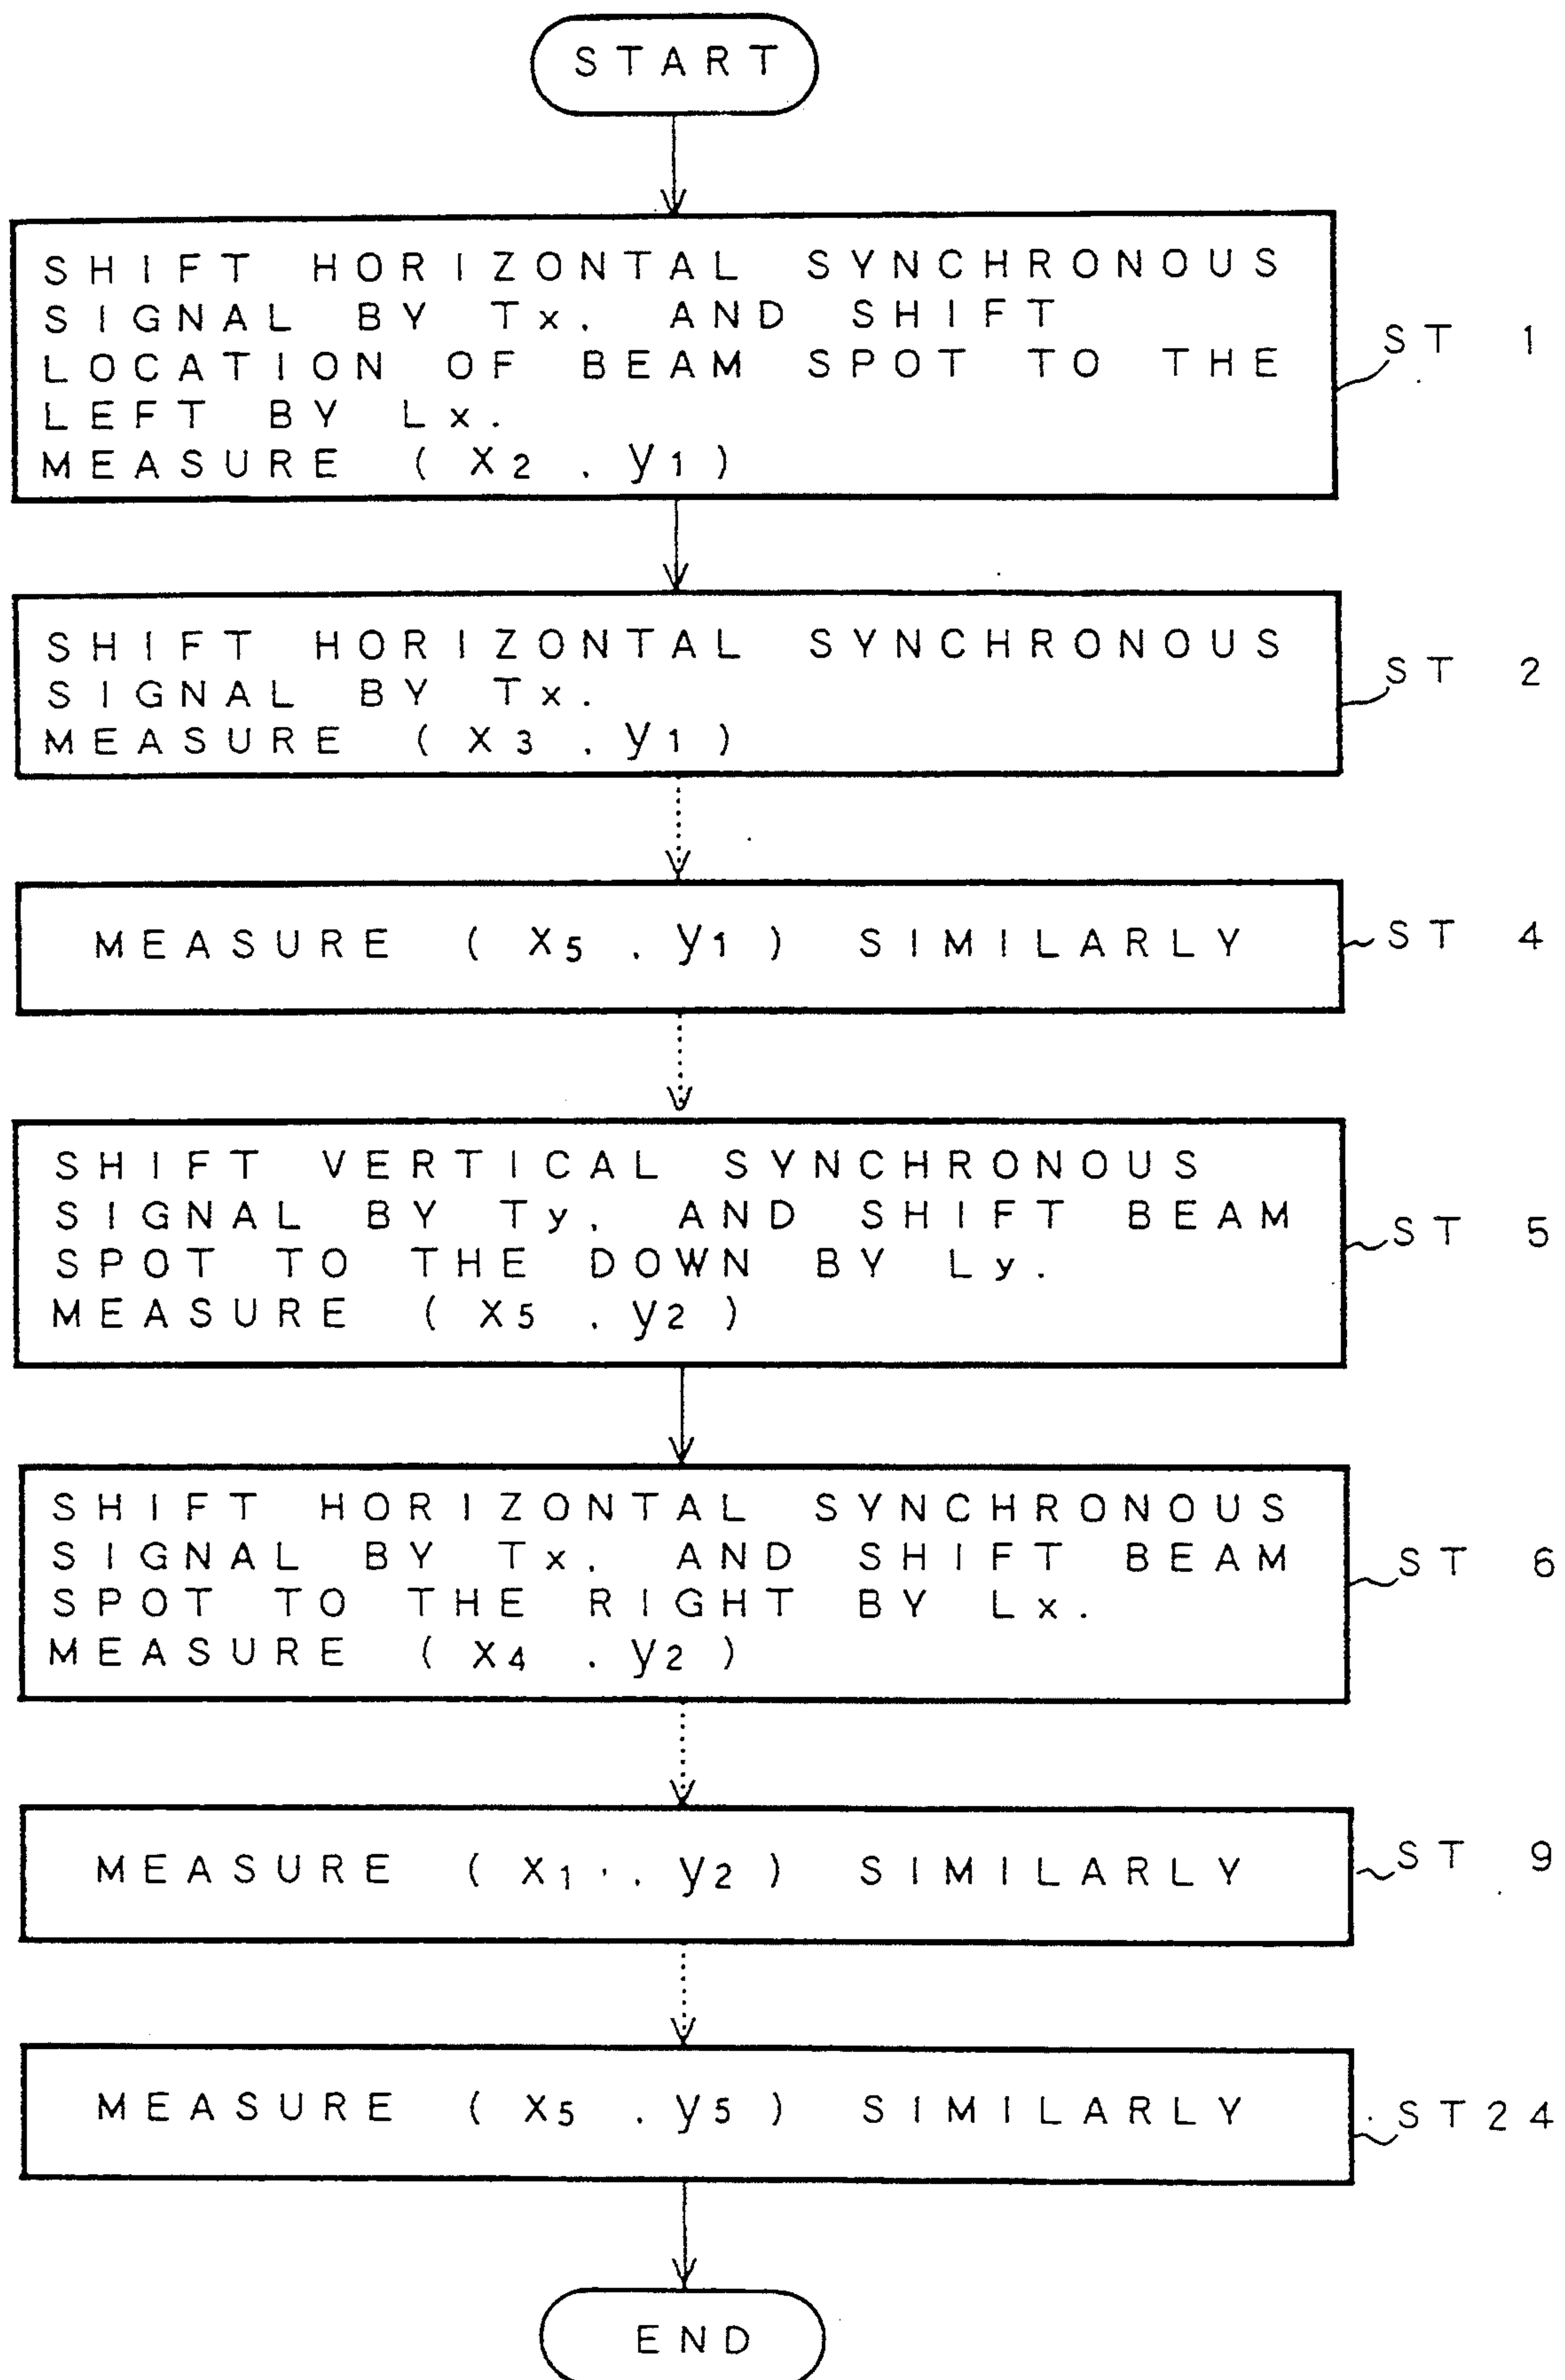 START
SHIFT HORIZONTAL SYNCHRONOUS
SIGNAL BY Tx. AND SHIFT
LOCATION OF BEAM SPOT TO THE
LEFT BY Lx.
MEASURE (x2 . y1)
ST 1
SHIFT HORIZONTAL SYNCHRONOUS
SIGNAL BY Tx.
MEASURE (x3 . y1)
ST 2
MEASURE (x5 . y1) SIMILARLY
ST 4
SHIFT VERTICAL SYNCHRONOUS
SIGNAL BY Ty. AND SHIFT BEAM
SPOT TO THE DOWN BY Ly.
MEASURE (x5 . y2)
ST 5
SHIFT HORIZONTAL SYNCHRONOUS
SIGNAL BY Tx. AND SHIFT BEAM
SPOT TO THE RIGHT BY Lx.
MEASURE (x4 . y2)
ST 6
MEASURE (x1 . y2) SIMILARLY
ST 9
MEASURE (x5 . y5) SIMILARLY
ST24
END